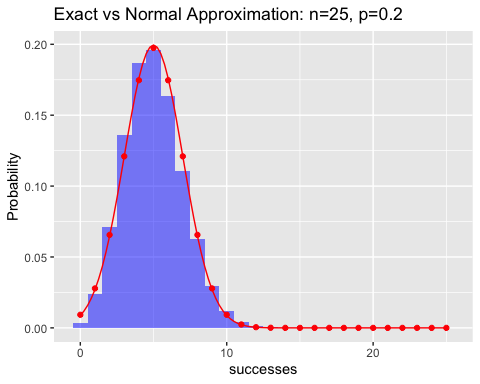 Exact vs Normal Approximation: n=25, p=0.2
0.20
0.15
0.10
0.05
0.00
Probability
0
10
20
successes